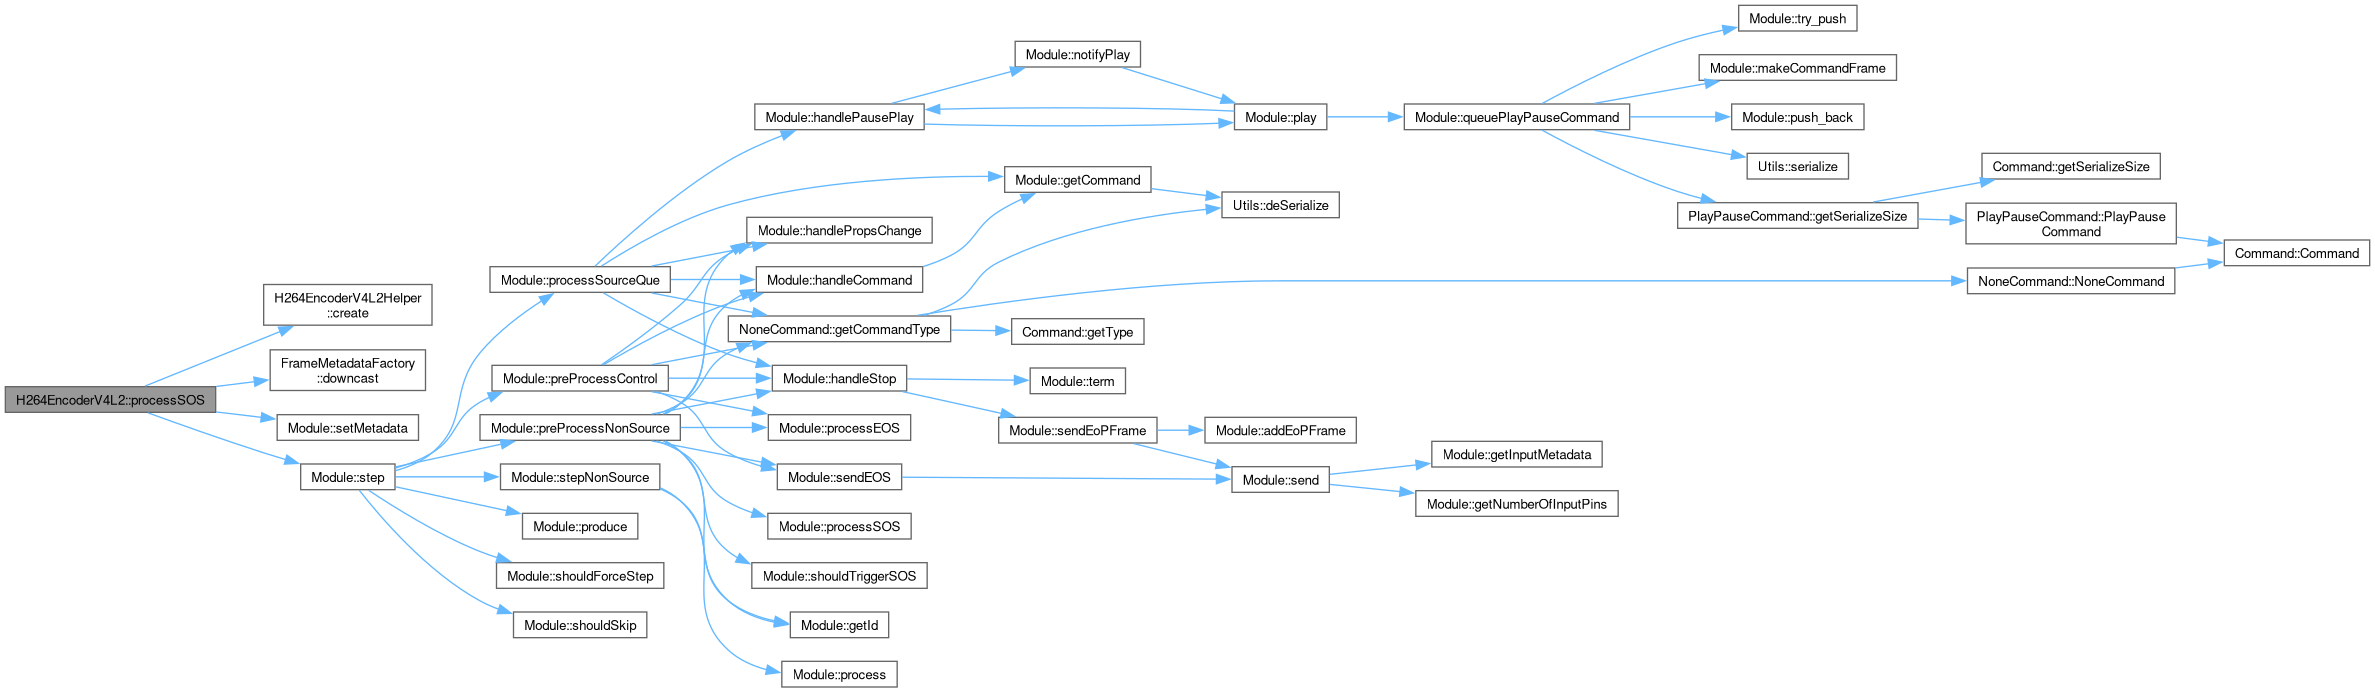 H264EncoderV4L2::processSOS
H264EncoderV4L2Helper
::create
FrameMetadataFactory
::downcast
Module::setMetadata
Module::step
Module::processSourceQue
Module::preProcessControl
Module::preProcessNonSource
Module::stepNonSource
Module::produce
Module::shouldForceStep
Module::shouldSkip
Module::handlePausePlay
Module::handlePropsChange
Module::handleCommand
NoneCommand::getCommandType
Module::handleStop
Module::processEOS
Module::sendEOS
Module::processSOS
Module::shouldTriggerSOS
Module::getId
Module::process
Module::notifyPlay
Module::getCommand
Command::getType
Module::term
Module::sendEoPFrame
Module::play
Utils::deSerialize
Module::addEoPFrame
Module::send
Module::queuePlayPauseCommand
Module::getInputMetadata
Module::getNumberOfInputPins
Module::try_push
Module::makeCommandFrame
Module::push_back
Utils::serialize
PlayPauseCommand::getSerializeSize
Command::getSerializeSize
PlayPauseCommand::PlayPause
Command
NoneCommand::NoneCommand
Command::Command